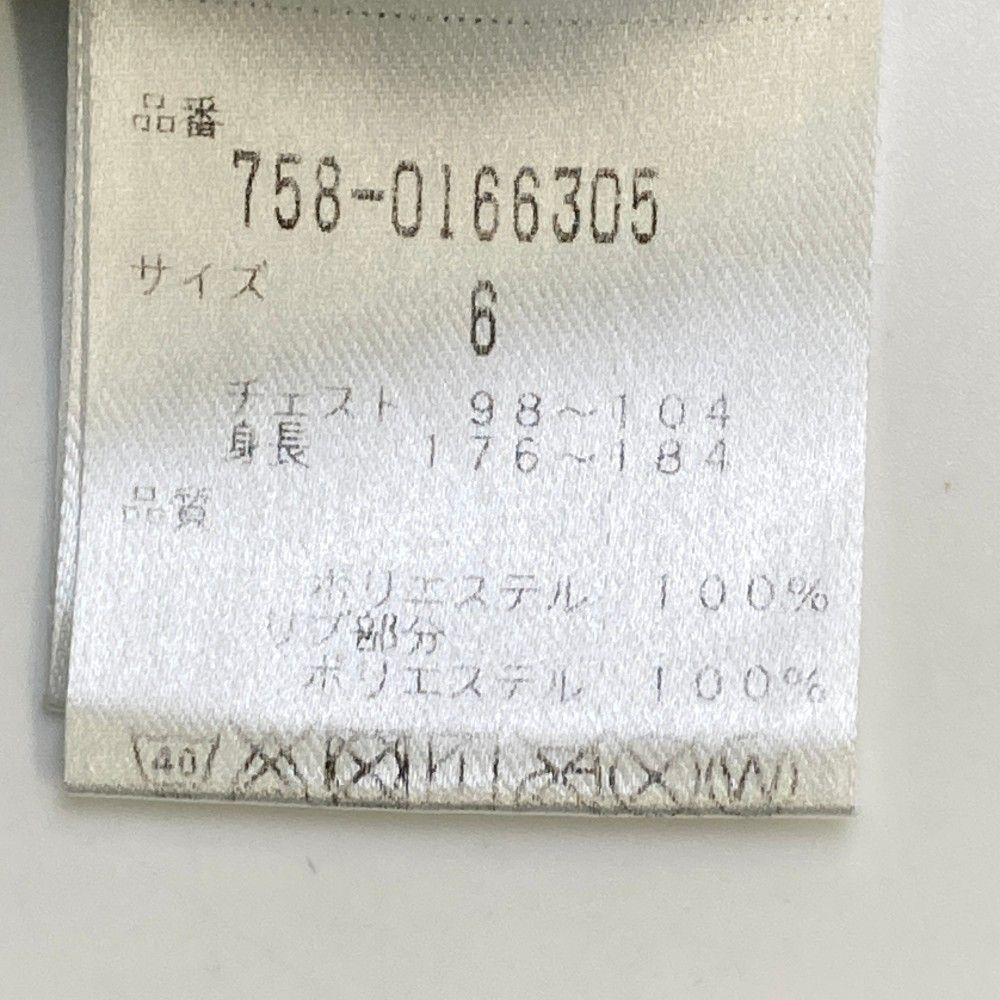 品番
758-0166305
サイズ
6
チェスト 98〜104
身長 176〜184
品質
ポリエステル 100%
リブ部分
ポリエステル 100%
40 W